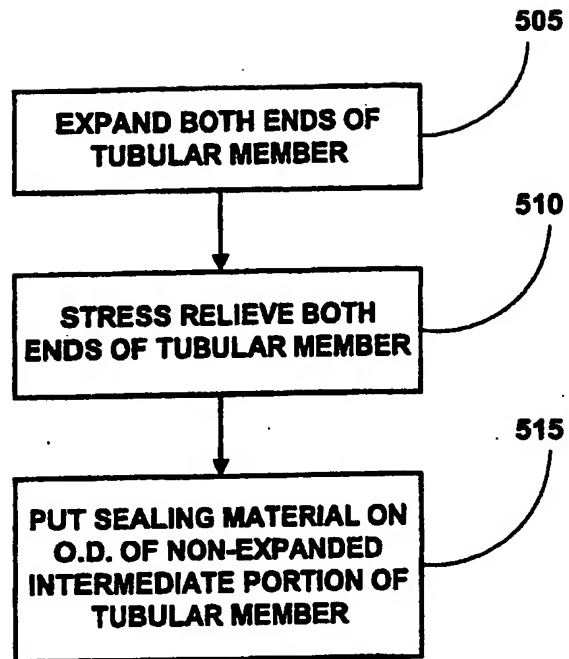 505
EXPAND BOTH ENDS OF
TUBULAR MEMBER
510
STRESS RELIEVE BOTH
ENDS OF TUBULAR MEMBER
515
PUT SEALING MATERIAL ON
O.D. OF NON-EXPANDED
INTERMEDIATE PORTION OF
TUBULAR MEMBER